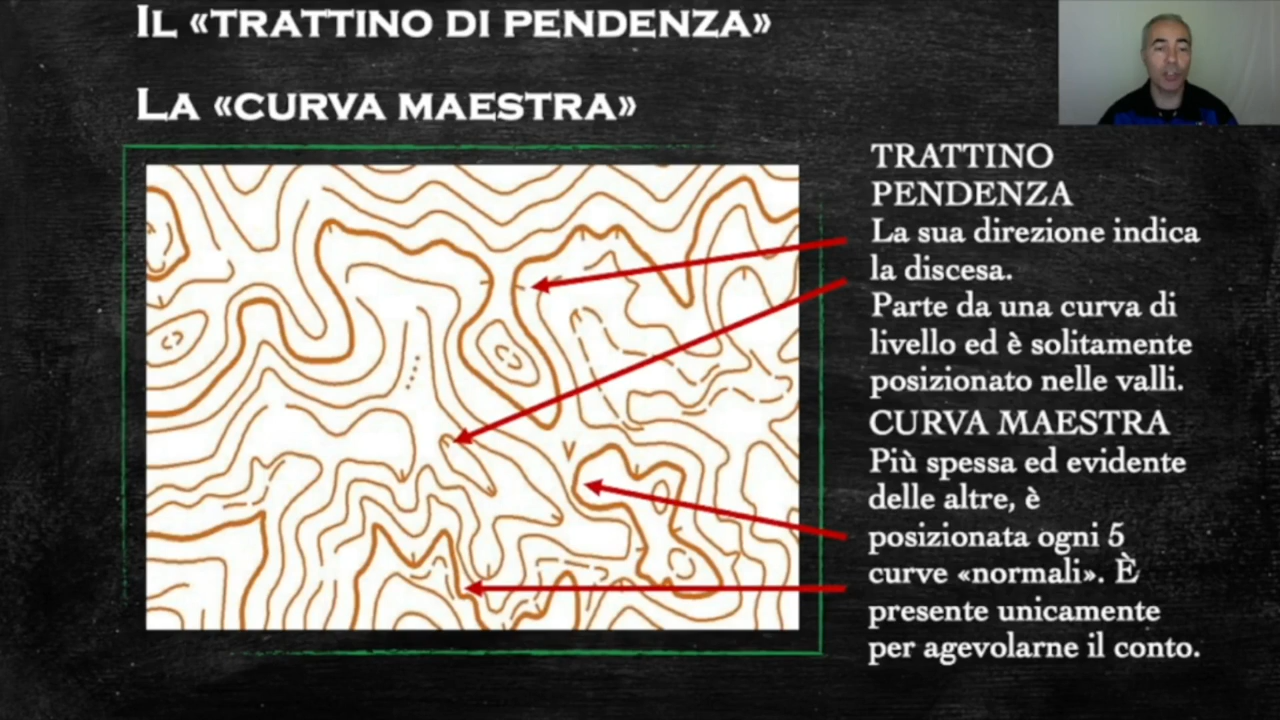 IL «TRATTINO DI PENDENZA»
LA «CURVA MAESTRA»
TRATTINO
PENDENZA
La sua direzione indica
la discesa.
Parte da una curva di
livello ed è solitamente
posizionato nelle valli.
CURVA MAESTRA
Più spessa ed evidente
delle altre, è
posizionata ogni 5
curve «normali». È
presente unicamente
per agevolarne il conto.